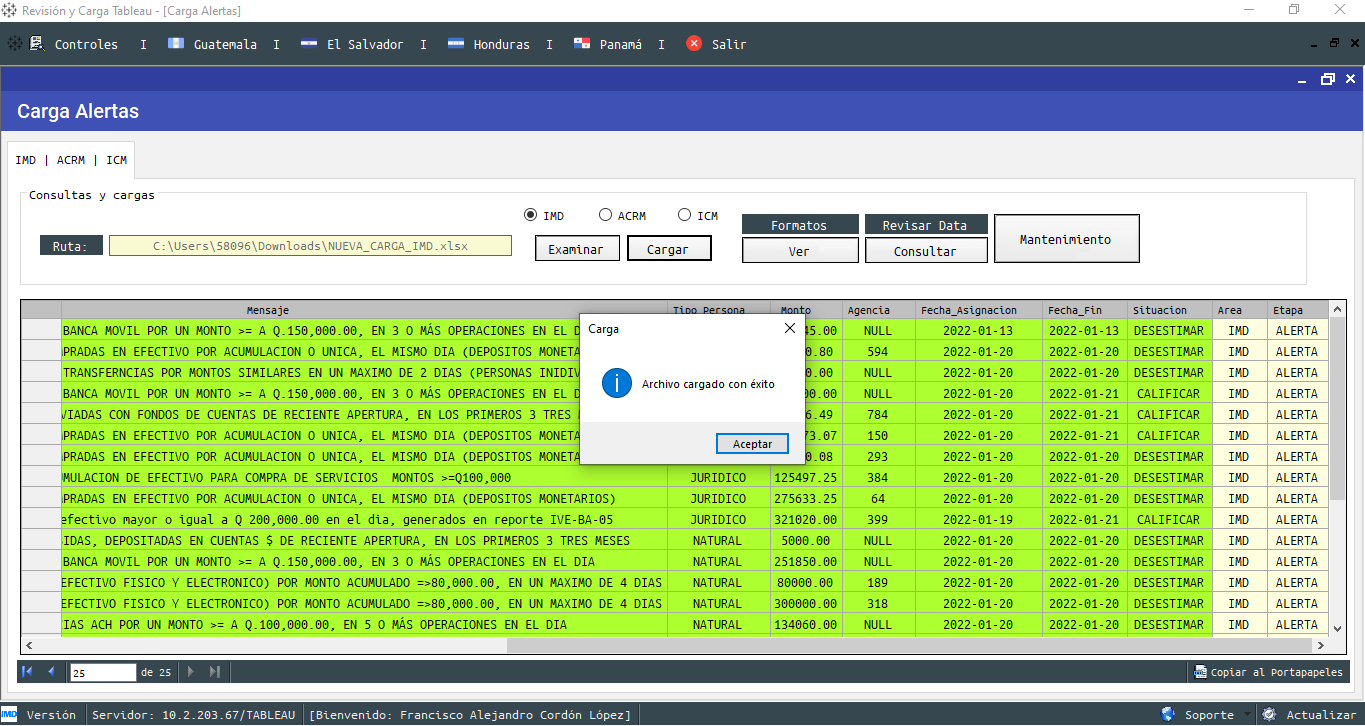 Revisión y Carga Tableau - [Carga Alertas]
Controles I Guatemala I El Salvador I Honduras I Panamá I Salir
Carga Alertas
IMD | ACRM | ICM
Consultas y cargas
IMD ACRM ICM
Formatos Revisar Data Mantenimiento
Ruta: C:\Users\58096\Downloads\NUEVA_CARGA_IMD.xlsx Examinar Cargar Ver Consultar
Mensaje Tipo Persona Monto Agencia Fecha_Asignacion Fecha_Fin Situacion Area Etapa
BANCA MOVIL POR UN MONTO >= A Q.150,000.00, EN 3 O MÁS OPERACIONES EN EL D 45.00 NULL 2022-01-13 2022-01-13 DESESTIMAR IMD ALERTA
PRADAS EN EFECTIVO POR ACUMULACION O UNICA, EL MISMO DIA (DEPOSITOS MONETA 0.80 594 2022-01-20 2022-01-20 DESESTIMAR IMD ALERTA
TRANSFERNCIAS POR MONTOS SIMILARES EN UN MAXIMO DE 2 DIAS (PERSONAS INIDIV 0.00 NULL 2022-01-20 2022-01-20 DESESTIMAR IMD ALERTA
BANCA MOVIL POR UN MONTO >= A Q.150,000.00, EN 3 O MÁS OPERACIONES EN EL D 00.00 NULL 2022-01-20 2022-01-21 CALIFICAR IMD ALERTA
VIADAS CON FONDOS DE CUENTAS DE RECIENTE APERTURA, EN LOS PRIMEROS 3 TRES 6.49 784 2022-01-20 2022-01-21 CALIFICAR IMD ALERTA
PRADAS EN EFECTIVO POR ACUMULACION O UNICA, EL MISMO DIA (DEPOSITOS MONETA 73.07 150 2022-01-20 2022-01-21 CALIFICAR IMD ALERTA
PRADAS EN EFECTIVO POR ACUMULACION O UNICA, EL MISMO DIA (DEPOSITOS MONETA 0.08 293 2022-01-20 2022-01-20 DESESTIMAR IMD ALERTA
MULACION DE EFECTIVO PARA COMPRA DE SERVICIOS MONTOS >=Q100,000 JURIDICO 125497.25 384 2022-01-20 2022-01-20 DESESTIMAR IMD ALERTA
PRADAS EN EFECTIVO POR ACUMULACION O UNICA, EL MISMO DIA (DEPOSITOS MONETARIOS) JURIDICO 275633.25 64 2022-01-20 2022-01-20 DESESTIMAR IMD ALERTA
efectivo mayor o igual a Q 200,000.00 en el dia, generados en reporte IVE-BA-05 JURIDICO 321020.00 399 2022-01-19 2022-01-21 CALIFICAR IMD ALERTA
IDAS, DEPOSITADAS EN CUENTAS $ DE RECIENTE APERTURA, EN LOS PRIMEROS 3 TRES MESES NATURAL 5000.00 NULL 2022-01-20 2022-01-20 DESESTIMAR IMD ALERTA
BANCA MOVIL POR UN MONTO >= A Q.150,000.00, EN 3 O MÁS OPERACIONES EN EL DIA NATURAL 251850.00 NULL 2022-01-20 2022-01-20 DESESTIMAR IMD ALERTA
EFECTIVO FISICO Y ELECTRONICO) POR MONTO ACUMULADO =>80,000.00, EN UN MAXIMO DE 4 DIAS NATURAL 80000.00 189 2022-01-20 2022-01-20 DESESTIMAR IMD ALERTA
EFECTIVO FISICO Y ELECTRONICO) POR MONTO ACUMULADO =>80,000.00, EN UN MAXIMO DE 4 DIAS NATURAL 300000.00 318 2022-01-20 2022-01-20 DESESTIMAR IMD ALERTA
IAS ACH POR UN MONTO >= A Q.100,000.00, EN 5 O MÁS OPERACIONES EN EL DIA NATURAL 134060.00 NULL 2022-01-20 2022-01-20 DESESTIMAR IMD ALERTA
Carga
Archivo cargado con éxito
Aceptar
25 de 25 Copiar al Portapapeles
IMD Versión Servidor: 10.2.203.67/TABLEAU [Bienvenido: Francisco Alejandro Cordón López] Soporte Actualizar